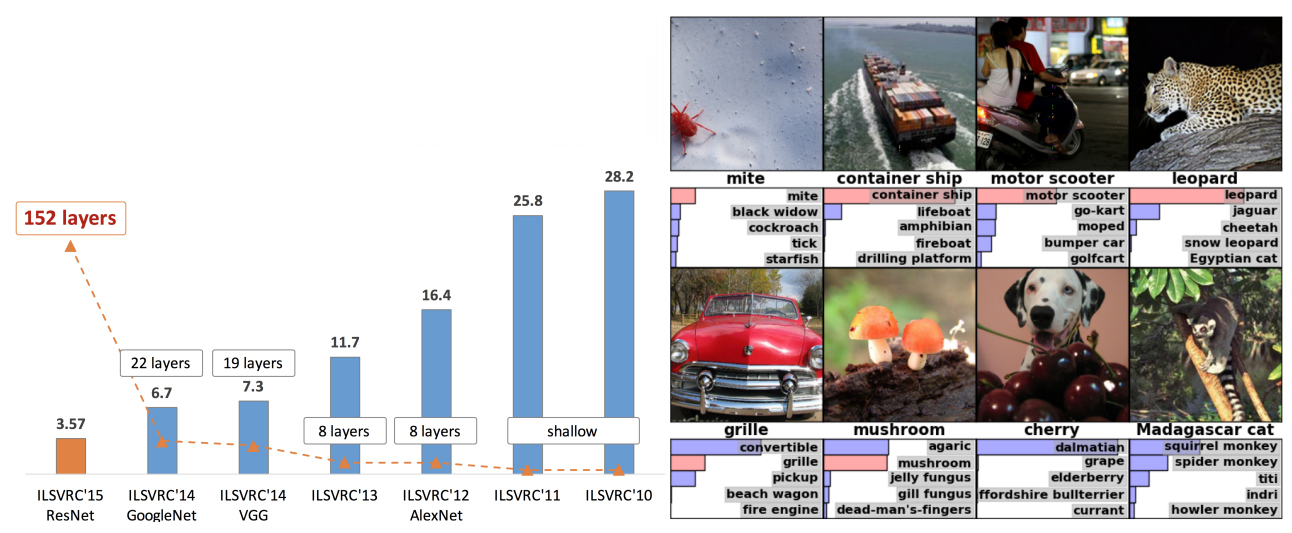 28.2
25.8
152 layers
16.4
11.7
22 layers
19 layers
6.7
7.3
3.57
8 layers
8 layers
shallow
ILSVRC'15
ResNet
ILSVRC'14
GoogleNet
ILSVRC'14
VGG
ILSVRC'13
ILSVRC'12
AlexNet
ILSVRC'11
ILSVRC'10
mite
container ship
motor scooter
leopard
mite
black widow
cockroach
tick
starfish
container ship
lifeboat
amphibian
fireboat
drilling platform
motor scooter
go-kart
moped
bumper car
golfcart
leopard
jaguar
cheetah
snow leopard
Egyptian cat
grille
mushroom
cherry
Madagascar cat
convertible
grille
pickup
beach wagon
fire engine
agaric
mushroom
jelly fungus
gill fungus
dead-man's-fingers
dalmatian
grape
elderberry
ffordshire bullterrier
currant
squirrel monkey
spider monkey
titi
indri
howler monkey